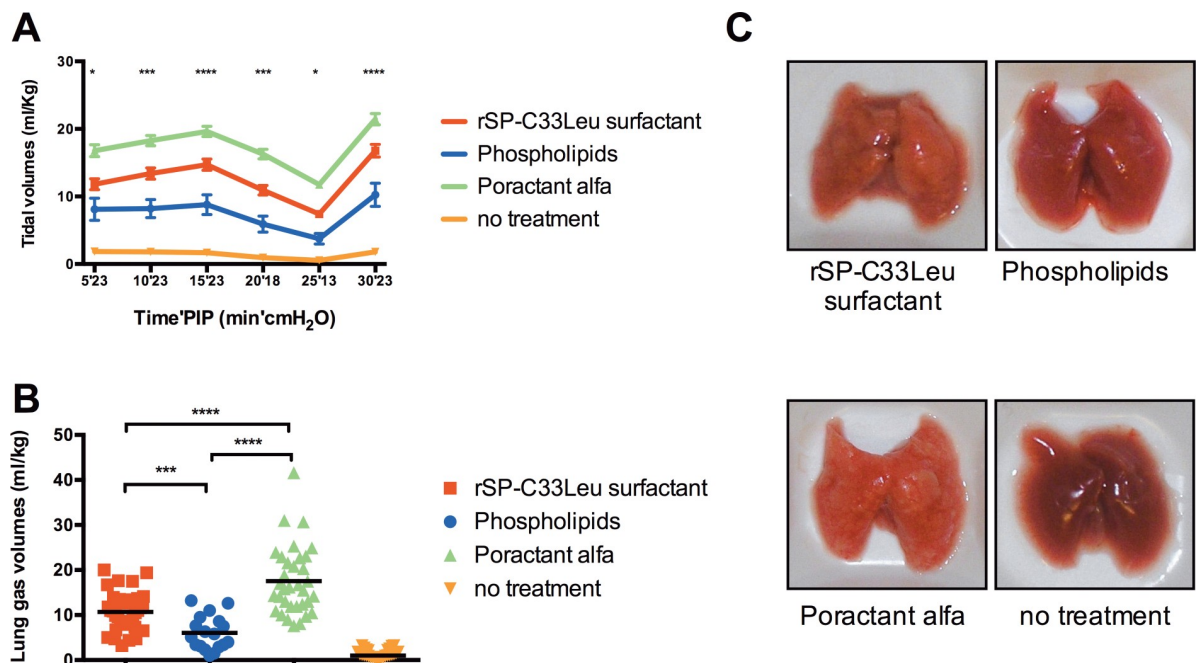 A
Tidal volumes (ml/Kg)
30
20
10
0
* *** **** *** * ****
5'23 10'23 15'23 20'18 25'13 30'23
Time'PIP (min'cmH2O)
rSP-C33Leu surfactant
Phospholipids
Poractant alfa
no treatment
B
Lung gas volumes (ml/kg)
50
40
30
20
10
0
****
****
***
rSP-C33Leu surfactant
Phospholipids
Poractant alfa
no treatment
C
rSP-C33Leu
surfactant
Phospholipids
Poractant alfa
no treatment